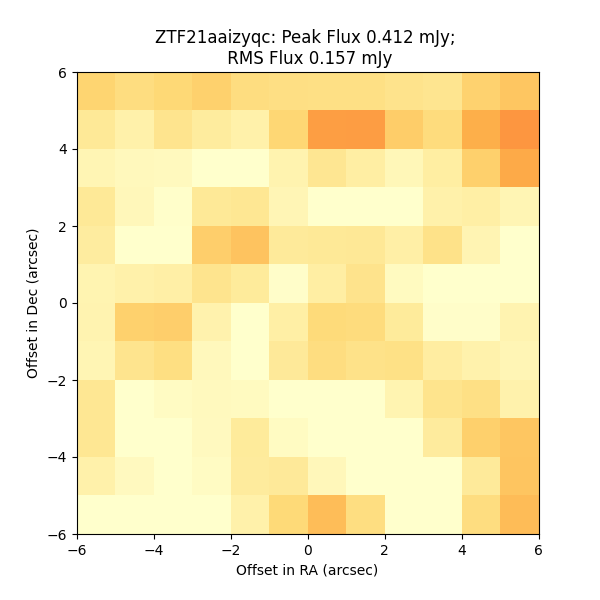 ZTF21aaizyqc: Peak Flux 0.412 mJy;
RMS Flux 0.157 mJy
6
4
2
0
−2
−4
−6
Offset in Dec (arcsec)
−6 −4 −2 0 2 4 6
Offset in RA (arcsec)